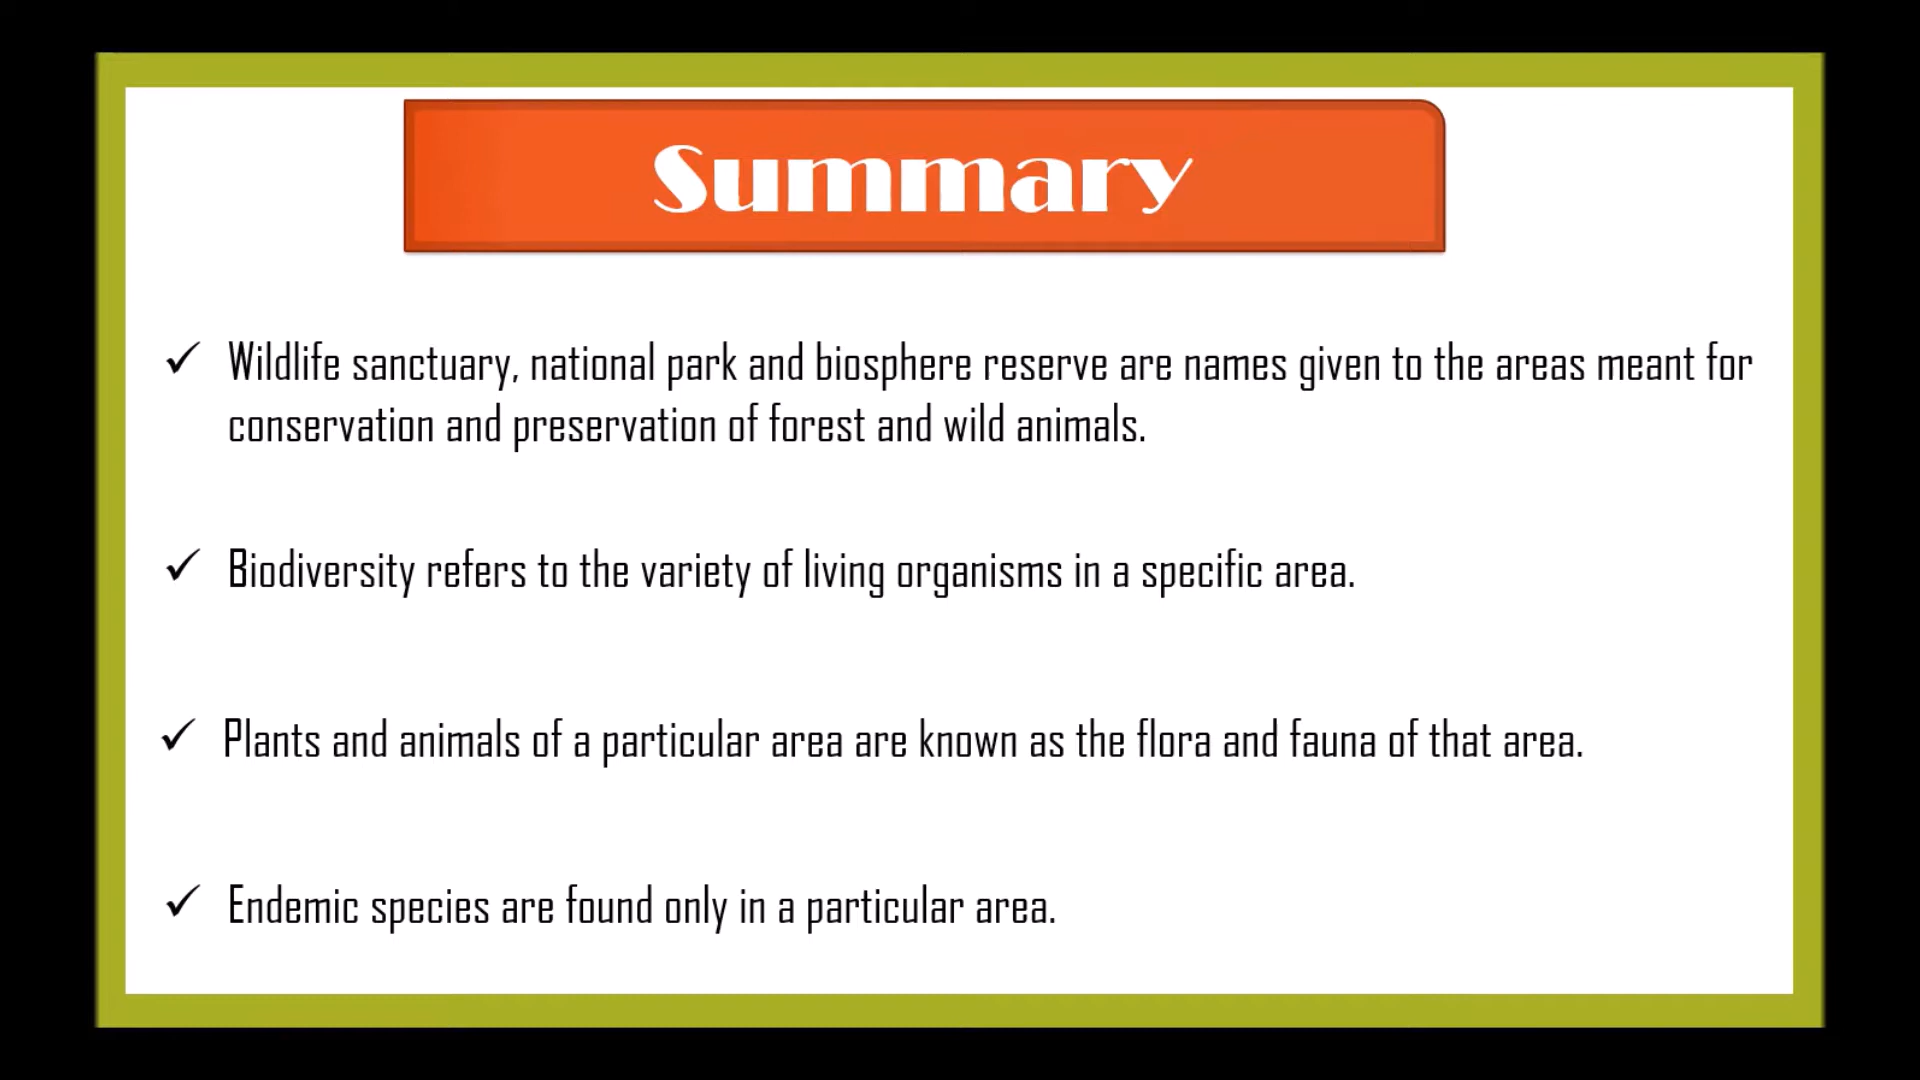 Summary
✓ Wildlife sanctuary, national park and biosphere reserve are names given to the areas meant for
conservation and preservation of forest and wild animals.
✓ Biodiversity refers to the variety of living organisms in a specific area.
✓ Plants and animals of a particular area are known as the flora and fauna of that area.
✓ Endemic species are found only in a particular area.